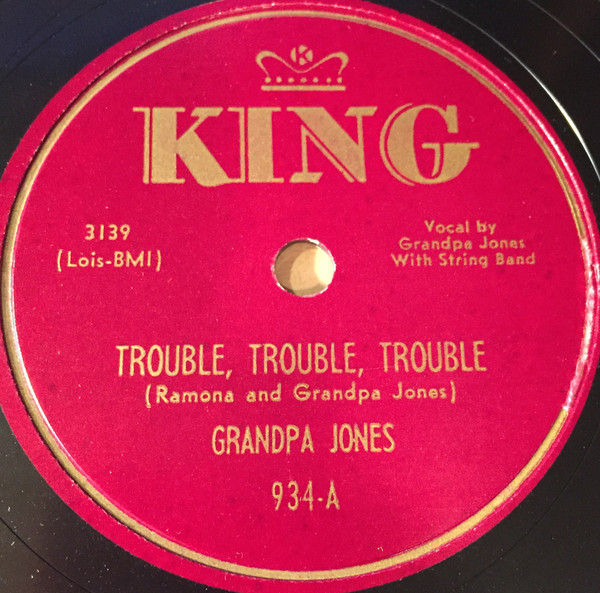 K
KING
3139
(Lois-BMI)
Vocal by
Grandpa Jones
With String Band
TROUBLE, TROUBLE, TROUBLE
(Ramona and Grandpa Jones)
GRANDPA JONES
934-A